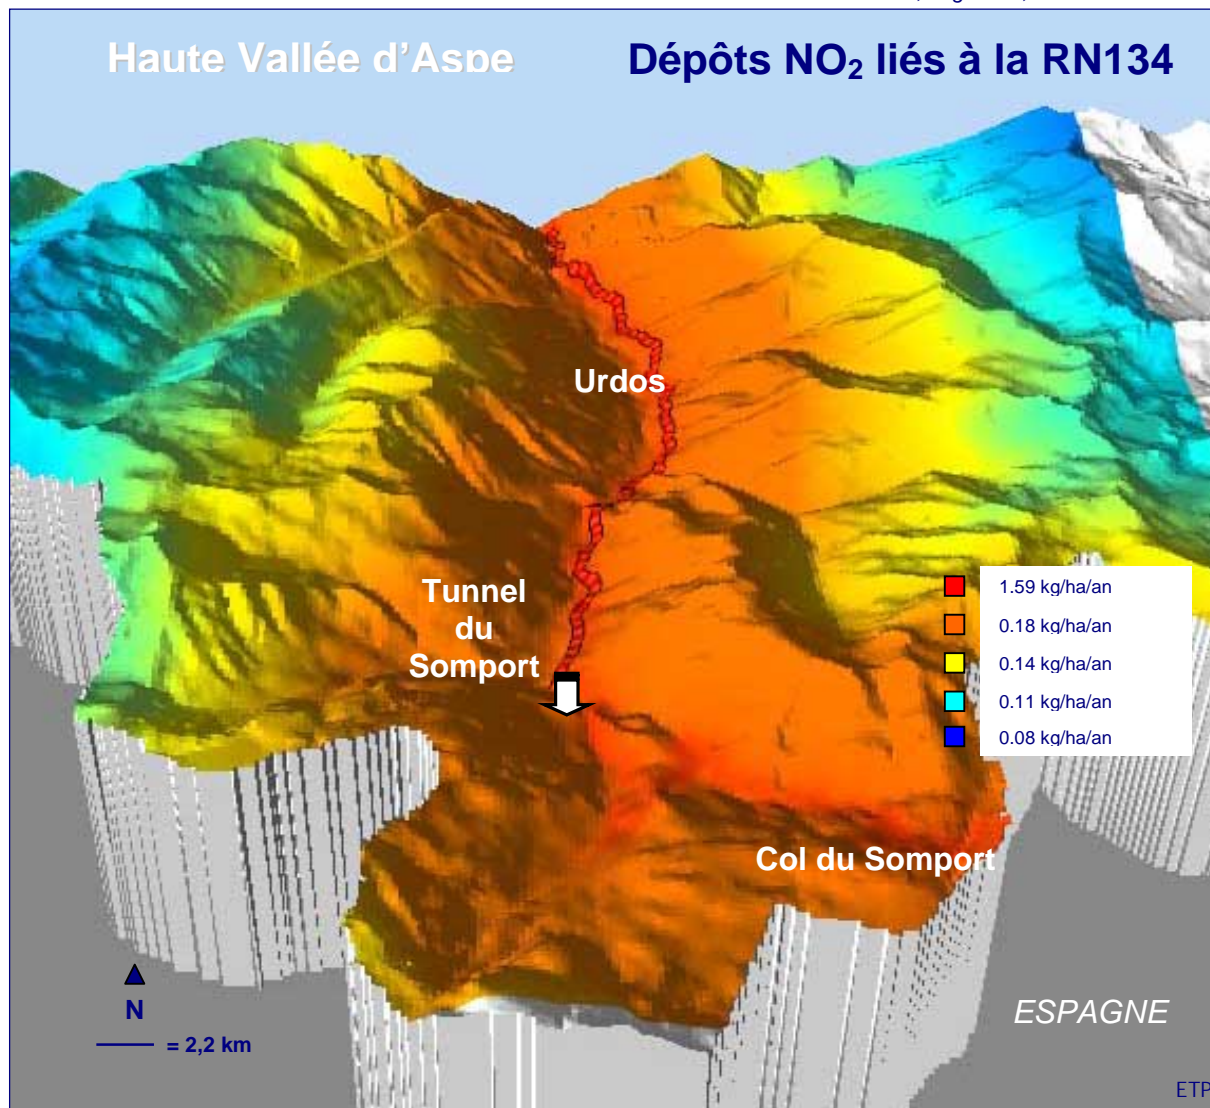 Haute Vallée d’Aspe
Dépôts NO₂ liés à la RN134
Urdos
Tunnel
du
Somport
1.59 kg/ha/an
0.18 kg/ha/an
0.14 kg/ha/an
0.11 kg/ha/an
0.08 kg/ha/an
Col du Somport
N
= 2,2 km
ESPAGNE
ETP